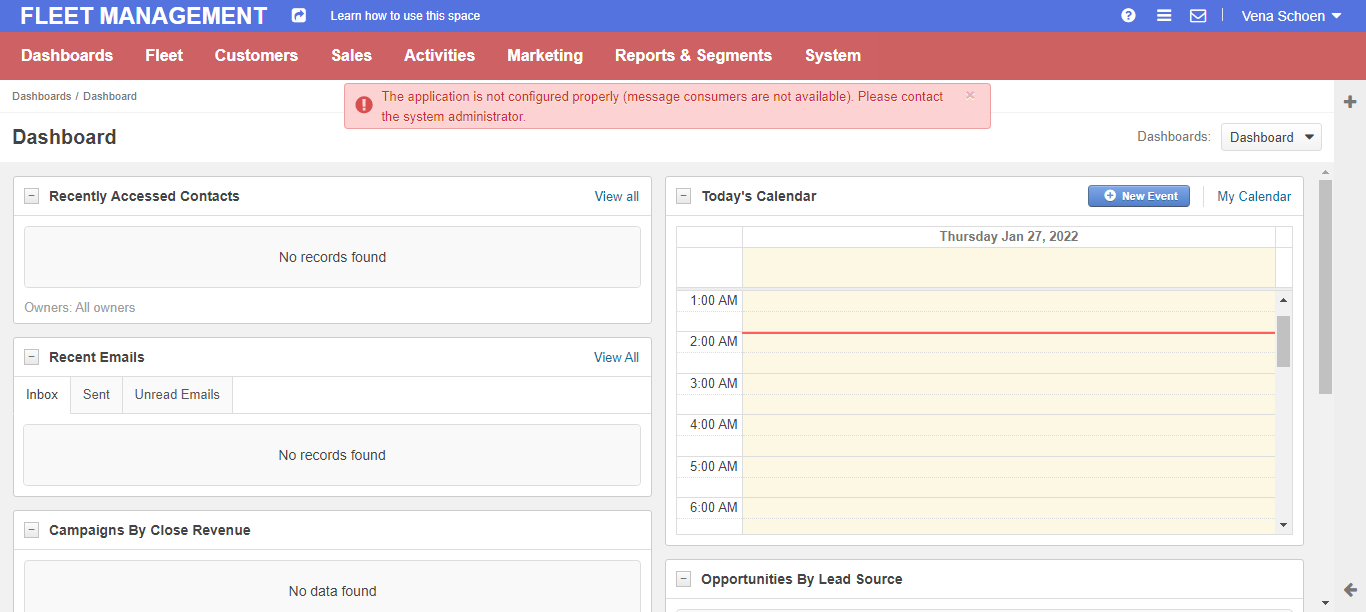 FLEET MANAGEMENT Learn how to use this space Vena Schoen
Dashboards Fleet Customers Sales Activities Marketing Reports & Segments System
Dashboards / Dashboard
The application is not configured properly (message consumers are not available). Please contact
the system administrator.
×
Dashboard
Dashboards: Dashboard
Recently Accessed Contacts View all
No records found
Owners: All owners
Recent Emails View All
Inbox Sent Unread Emails
No records found
Campaigns By Close Revenue
No data found
Today's Calendar New Event My Calendar
Thursday Jan 27, 2022
1:00 AM
2:00 AM
3:00 AM
4:00 AM
5:00 AM
6:00 AM
Opportunities By Lead Source